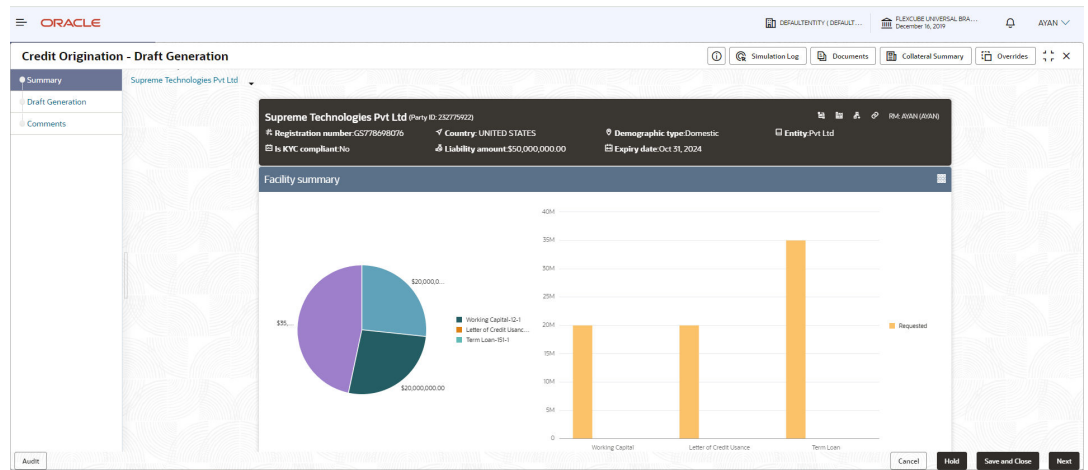 ORACLE
DEFAULTENTITY ( DEFAULT...
FLEXCUBE UNIVERSAL BRA...
December 16, 2019
AYAN
Credit Origination - Draft Generation
Simulation Log
Documents
Collateral Summary
Overrides
Summary
Draft Generation
Comments
Supreme Technologies Pvt Ltd
Supreme Technologies Pvt Ltd (Party ID: 232775922)
RM: AYAN (AYAN)
Registration number:GS778698076
Country: UNITED STATES
Demographic type:Domestic
Entity:Pvt Ltd
Is KYC compliant:No
Liability amount:$50,000,000.00
Expiry date:Oct 31, 2024
Facility summary
$20,000,0...
$35,...
$20,000,000.00
Working Capital-12-1
Letter of Credit Usanc...
Term Loan-151-1
40M
35M
30M
25M
20M
15M
10M
5M
0
Working Capital
Letter of Credit Usance
Term Loan
Requested
Audit
Cancel
Hold
Save and Close
Next